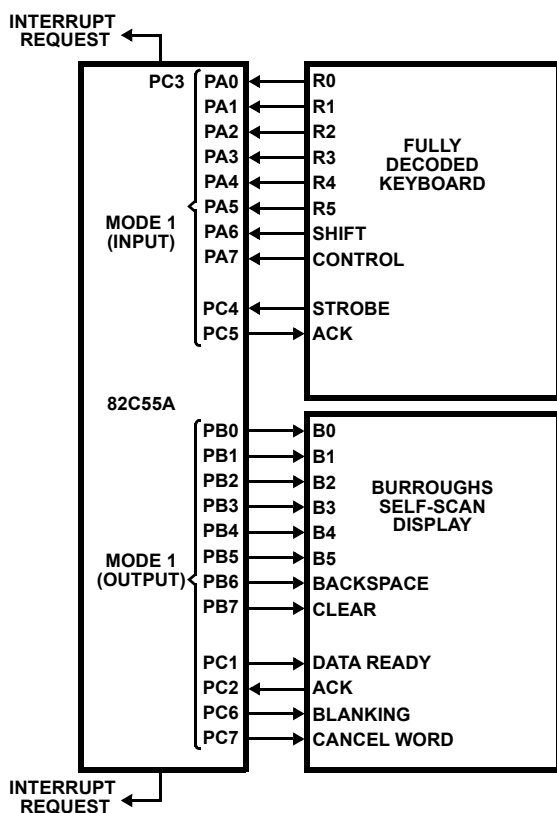 INTERRUPT
REQUEST
PC3 PA0 R0
PA1 R1
PA2 R2
PA3 R3
PA4 R4
PA5 R5
PA6 SHIFT
PA7 CONTROL
MODE 1
(INPUT)
FULLY
DECODED
KEYBOARD
PC4 STROBE
PC5 ACK
82C55A
PB0 B0
PB1 B1
PB2 B2
PB3 B3
PB4 B4
PB5 B5
PB6 BACKSPACE
PB7 CLEAR
MODE 1
(OUTPUT)
BURROUGHS
SELF-SCAN
DISPLAY
PC1 DATA READY
PC2 ACK
PC6 BLANKING
PC7 CANCEL WORD
INTERRUPT
REQUEST